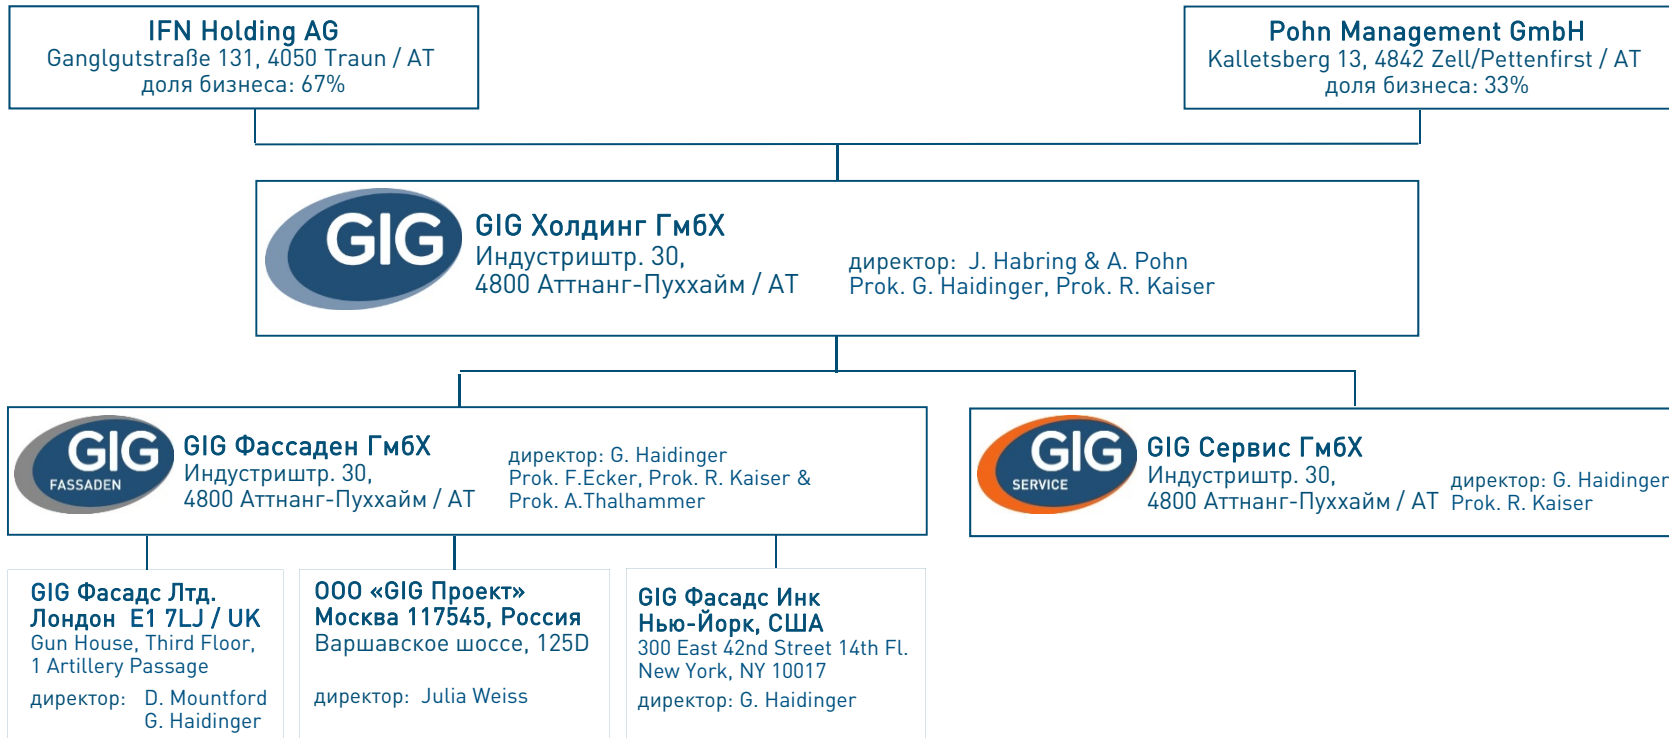 IFN Holding AG
Ganglgutstraße 131, 4050 Traun / AT
доля бизнеса: 67%
Pohn Management GmbH
Kalletsberg 13, 4842 Zell/Pettenfirst / AT
доля бизнеса: 33%
GIG
GIG Холдинг ГмбХ
Индустриштр. 30,
4800 Аттнанг-Пуххайм / АТ
директор: J. Habring & A. Pohn
Prok. G. Haidinger, Prok. R. Kaiser
GIG
FASSADEN
GIG Фассаден ГмбХ
Индустриштр. 30,
4800 Аттнанг-Пуххайм / АТ
директор: G. Haidinger
Prok. F.Ecker, Prok. R. Kaiser &
Prok. A.Thalhammer
GIG
SERVICE
GIG Сервис ГмбХ
Индустриштр. 30,
4800 Аттнанг-Пуххайм / АТ
директор: G. Haidinger
Prok. R. Kaiser
GIG Фасадс Лтд.
Лондон E1 7LJ / UK
Gun House, Third Floor,
1 Artillery Passage
директор: D. Mountford
G. Haidinger
ООО «GIG Проект»
Москва 117545, Россия
Варшавское шоссе, 125D
директор: Julia Weiss
GIG Фасадс Инк
Нью-Йорк, США
300 East 42nd Street 14th Fl.
New York, NY 10017
директор: G. Haidinger